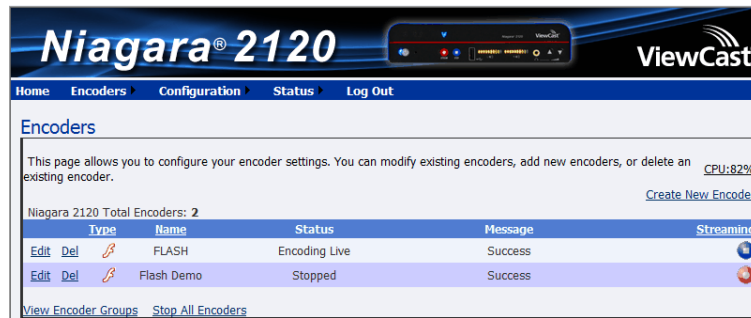 Niagara® 2120
ViewCast
Home Encoders Configuration Status Log Out
Encoders
This page allows you to configure your encoder settings. You can modify existing encoders, add new encoders, or delete an
existing encoder.
CPU:82%
Create New Encode
Niagara 2120 Total Encoders: 2
Type Name Status Message Streaming
Edit Del FLASH Encoding Live Success
Edit Del Flash Demo Stopped Success
View Encoder Groups Stop All Encoders